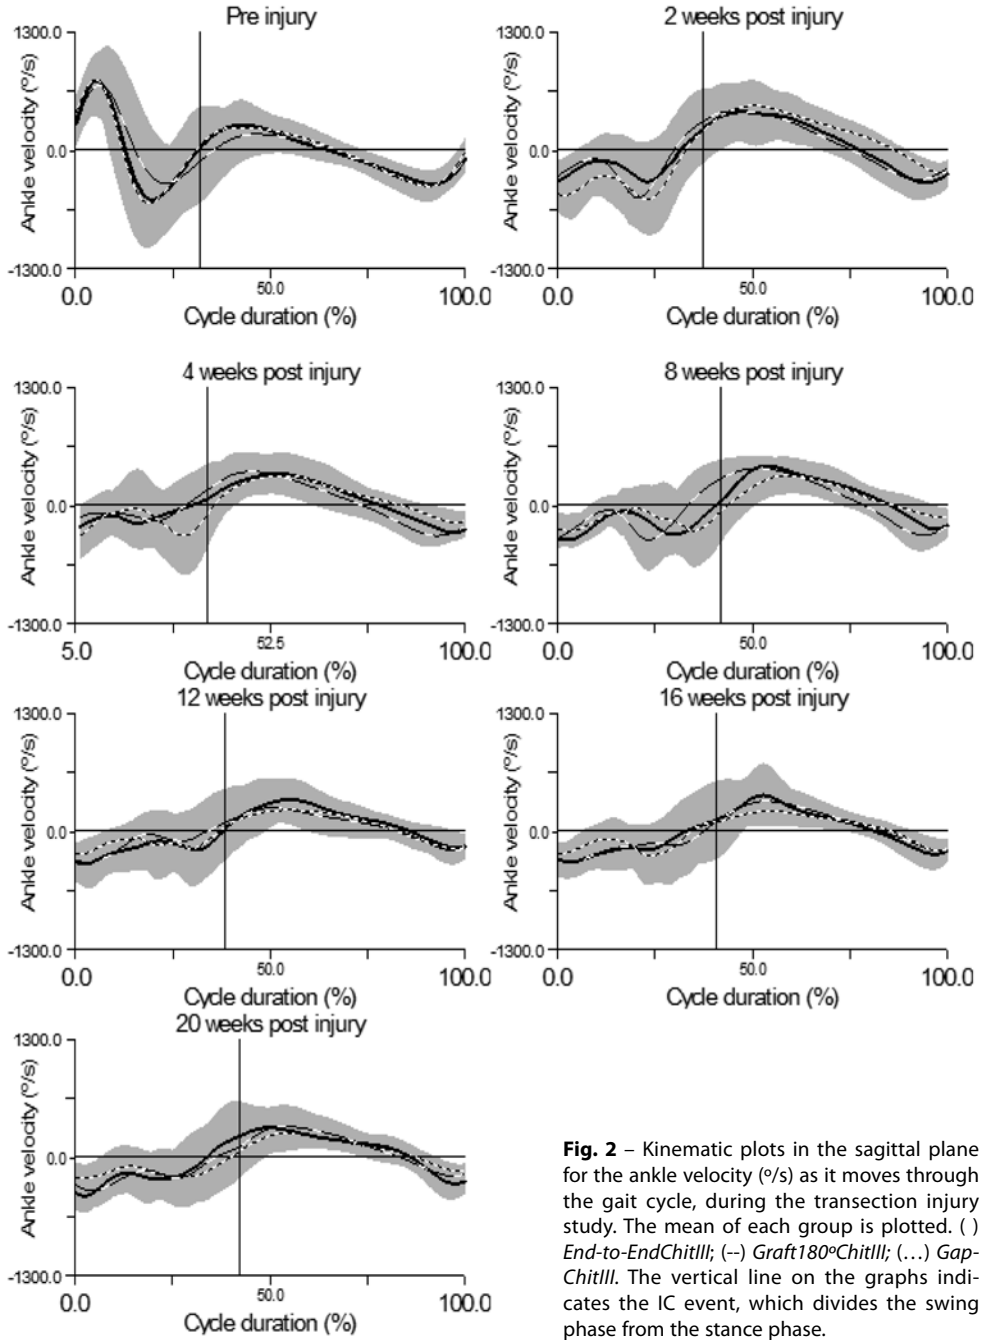 Pre injury
1300.0
Ankle velocity (º/s)
0.0
-1300.0
0.0
50.0
100.0
Cycle duration (%)
2 weeks post injury
1300.0
Ankle velocity (º/s)
0.0
-1300.0
0.0
50.0
100.0
Cycle duration (%)
4 weeks post injury
1300.0
Ankle velocity (º/s)
0.0
-1300.0
5.0
52.5
100.0
Cycle duration (%)
8 weeks post injury
1300.0
Ankle velocity (º/s)
0.0
-1300.0
0.0
50.0
100.0
Cycle duration (%)
12 weeks post injury
1300.0
Ankle velocity (º/s)
0.0
-1300.0
0.0
50.0
100.0
Cycle duration (%)
16 weeks post injury
1300.0
Ankle velocity (º/s)
0.0
-1300.0
0.0
50.0
100.0
Cycle duration (%)
20 weeks post injury
1300.0
Ankle velocity (º/s)
0.0
-1300.0
0.0
50.0
100.0
Cycle duration (%)
Fig. 2 – Kinematic plots in the sagittal plane
for the ankle velocity (º/s) as it moves through
the gait cycle, during the transection injury
study. The mean of each group is plotted. ( )
End-to-EndChitIII; (--) Graft180ºChitIII; (…) Gap-
ChitIII. The vertical line on the graphs indi-
cates the IC event, which divides the swing
phase from the stance phase.